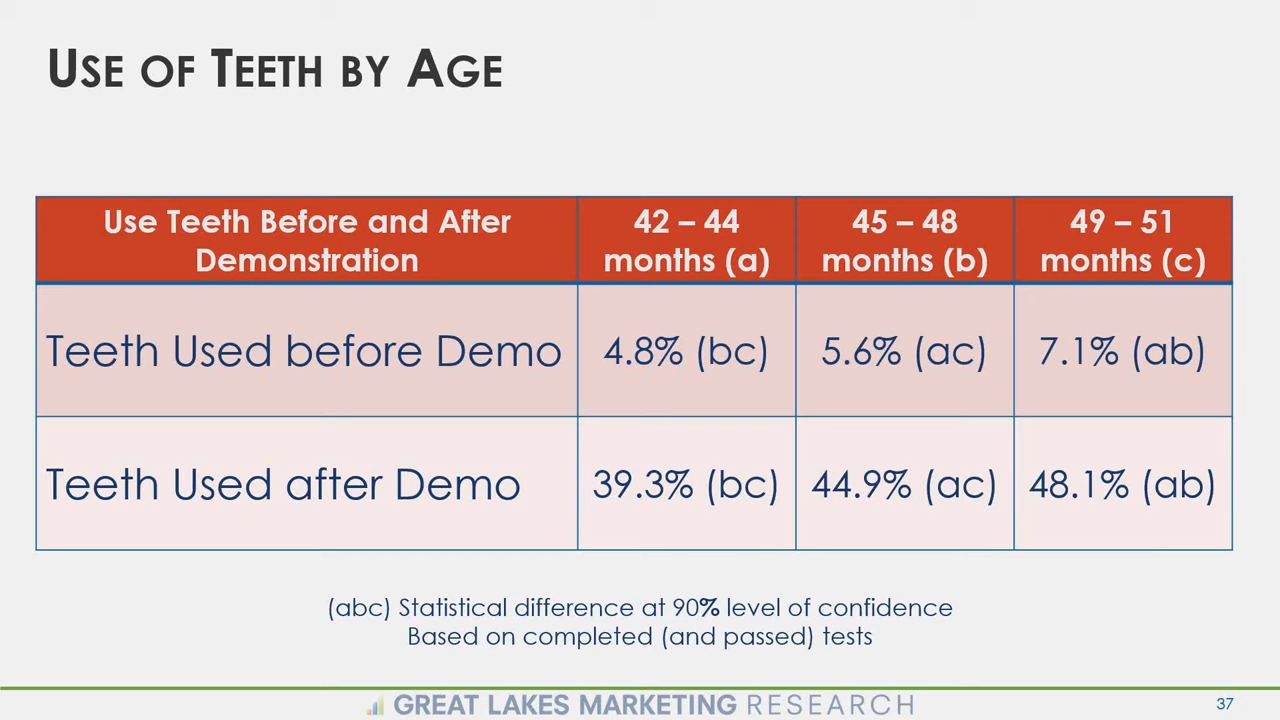 USE OF TEETH BY AGE
Use Teeth Before and After
Demonstration
42 – 44
months (a)
45 – 48
months (b)
49 – 51
months (c)
Teeth Used before Demo
4.8% (bc)
5.6% (ac)
7.1% (ab)
Teeth Used after Demo
39.3% (bc)
44.9% (ac)
48.1% (ab)
(abc) Statistical difference at 90% level of confidence
Based on completed (and passed) tests
GREAT LAKES MARKETING RESEARCH
37